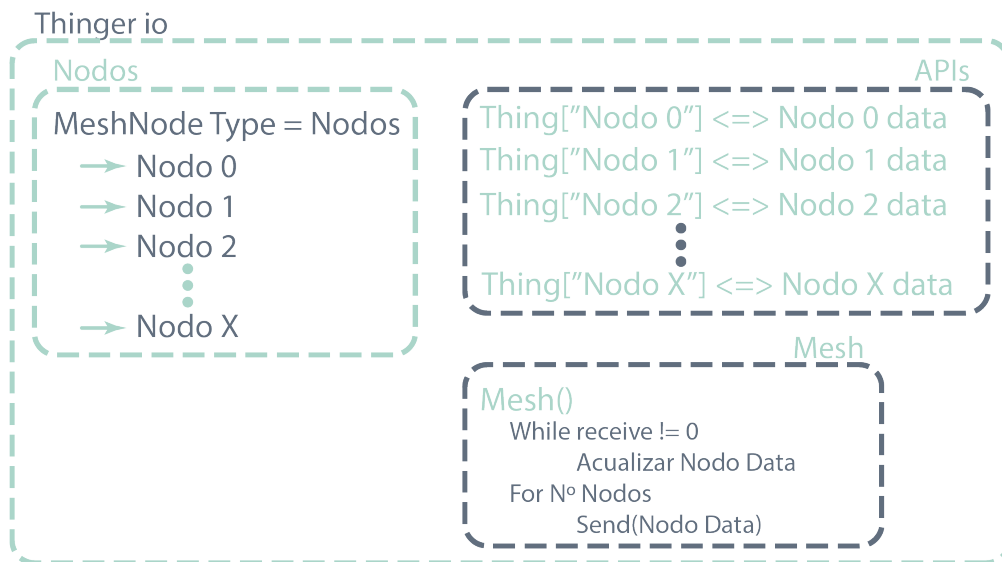 Thinger io
Nodos
MeshNode Type = Nodos
Nodo 0
Nodo 1
Nodo 2
Nodo X
APIs
Thing["Nodo 0"] <=> Nodo 0 data
Thing["Nodo 1"] <=> Nodo 1 data
Thing["Nodo 2"] <=> Nodo 2 data
Thing["Nodo X"] <=> Nodo X data
Mesh
Mesh()
While receive != 0
Acualizar Nodo Data
For Nº Nodos
Send(Nodo Data)